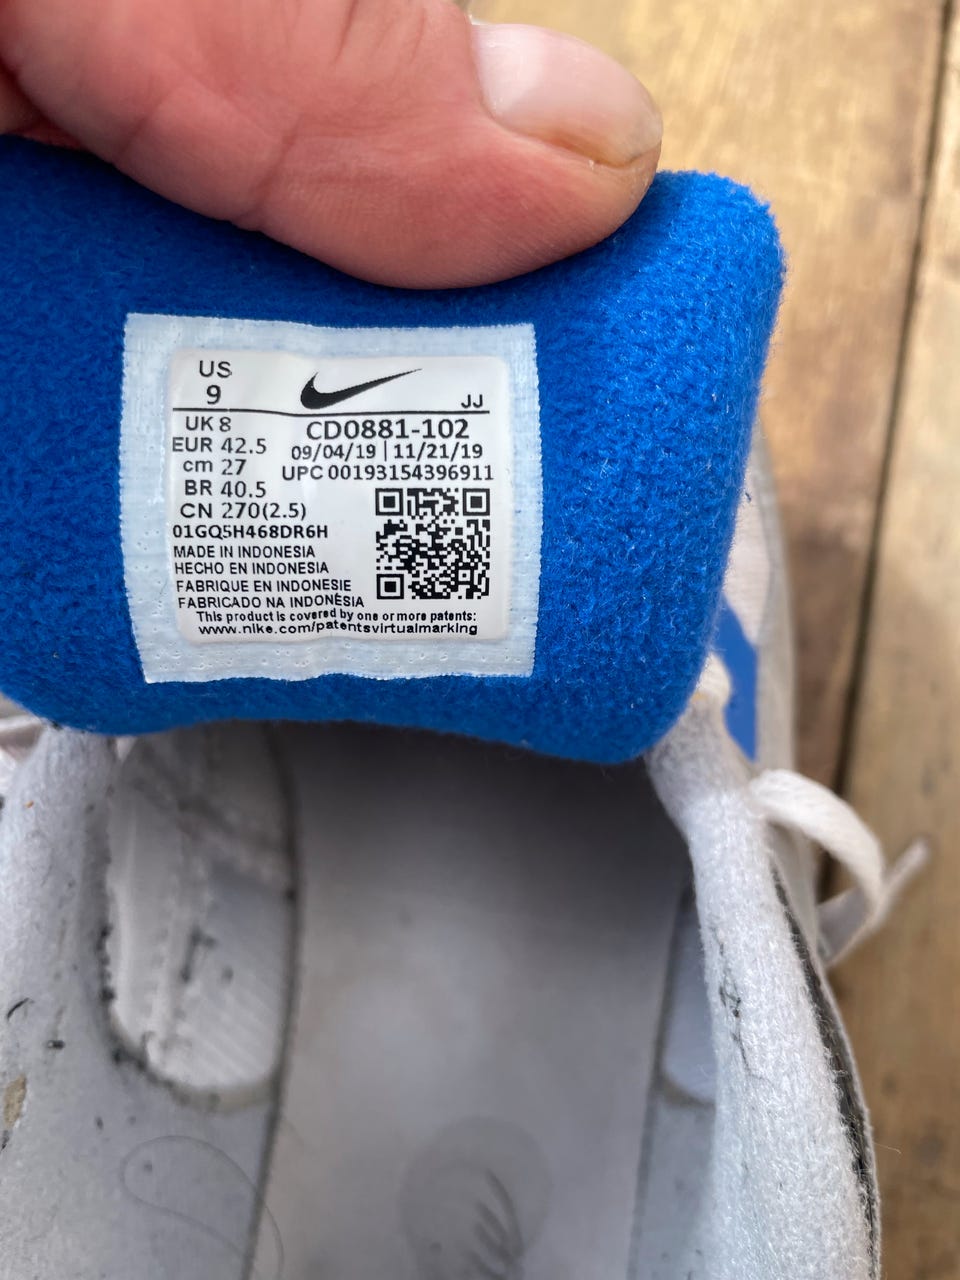 US
9
JJ
UK 8
EUR 42.5
cm 27
BR 40.5
CN 270(2.5)
CD0881-102
09/04/19 | 11/21/19
UPC 00193154396911
01GQ5H468DR6H
MADE IN INDONESIA
HECHO EN INDONESIA
FABRIQUE EN INDONESIE
FABRICADO NA INDONÉSIA
This product is covered by one or more patents:
www.nike.com/patentsvirtualmarking